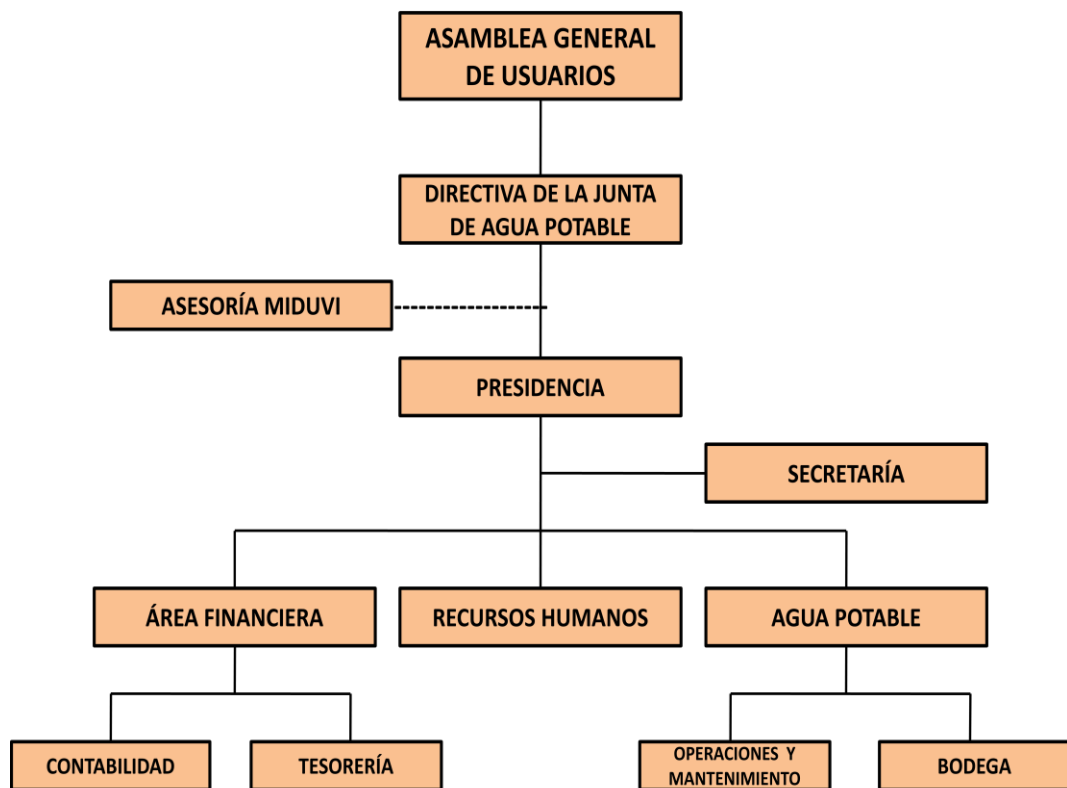 ASAMBLEA GENERAL
DE USUARIOS
DIRECTIVA DE LA JUNTA
DE AGUA POTABLE
ASESORÍA MIDUVI
PRESIDENCIA
SECRETARÍA
ÁREA FINANCIERA
RECURSOS HUMANOS
AGUA POTABLE
CONTABILIDAD
TESORERÍA
OPERACIONES Y
MANTENIMIENTO
BODEGA